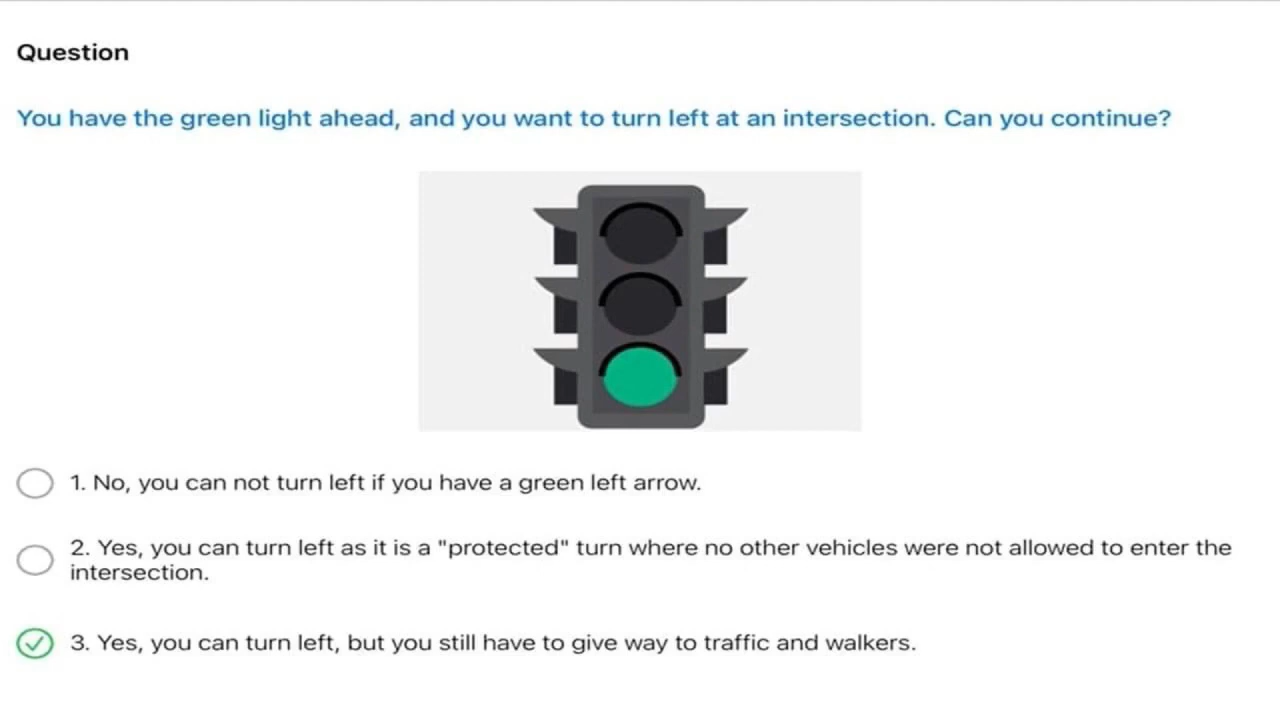 Question
You have the green light ahead, and you want to turn left at an intersection. Can you continue?
1. No, you can not turn left if you have a green left arrow.
2. Yes, you can turn left as it is a "protected" turn where no other vehicles were not allowed to enter the
intersection.
3. Yes, you can turn left, but you still have to give way to traffic and walkers.